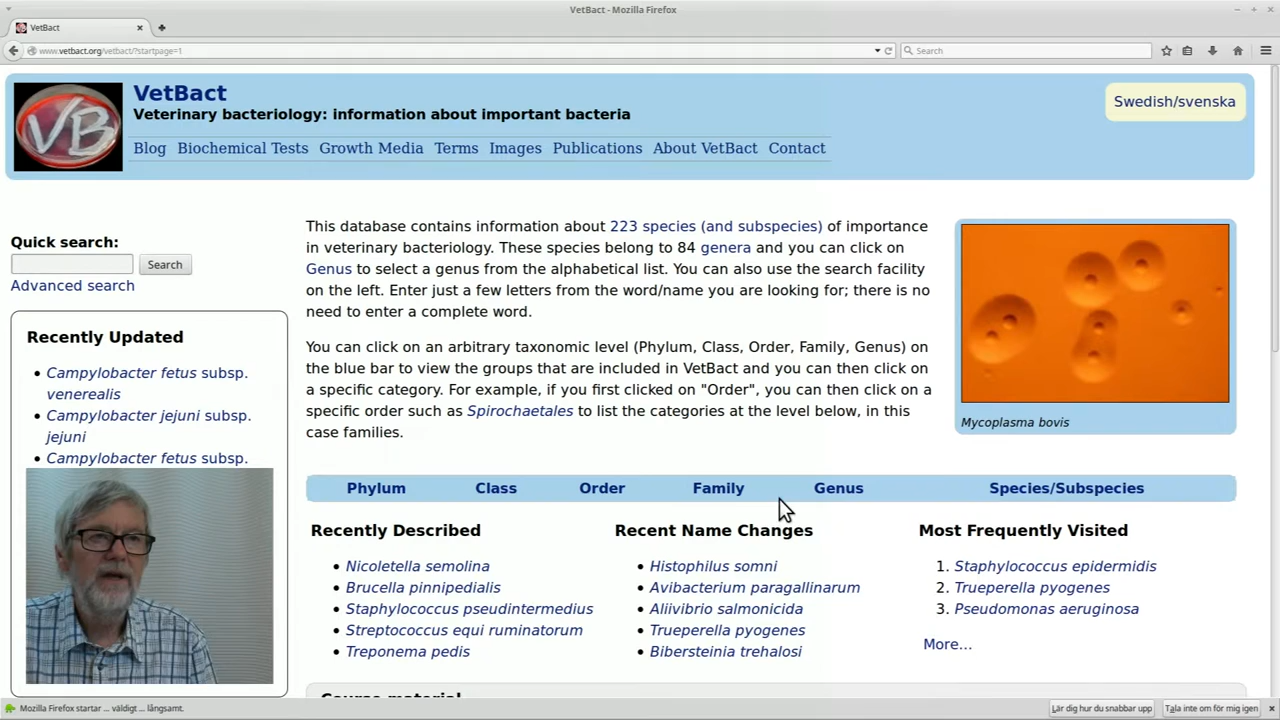 VetBact - Mozilla Firefox
VetBact
www.vetbact.org/vetbact/?startpage=1
Search
VB
VetBact
Veterinary bacteriology: information about important bacteria
Swedish/svenska
Blog Biochemical Tests Growth Media Terms Images Publications About VetBact Contact
Quick search:
Search
Advanced search
Recently Updated
• Campylobacter fetus subsp.
venerealis
• Campylobacter jejuni subsp.
jejuni
• Campylobacter fetus subsp.
This database contains information about 223 species (and subspecies) of importance
in veterinary bacteriology. These species belong to 84 genera and you can click on
Genus to select a genus from the alphabetical list. You can also use the search facility
on the left. Enter just a few letters from the word/name you are looking for; there is no
need to enter a complete word.
You can click on an arbitrary taxonomic level (Phylum, Class, Order, Family, Genus) on
the blue bar to view the groups that are included in VetBact and you can then click on
a specific category. For example, if you first clicked on "Order", you can then click on a
specific order such as Spirochaetales to list the categories at the level below, in this
case families.
Mycoplasma bovis
Phylum Class Order Family Genus Species/Subspecies
Recently Described
• Nicoletella semolina
• Brucella pinnipedialis
• Staphylococcus pseudintermedius
• Streptococcus equi ruminatorum
• Treponema pedis
Recent Name Changes
• Histophilus somni
• Avibacterium paragallinarum
• Aliivibrio salmonicida
• Trueperella pyogenes
• Bibersteinia trehalosi
Most Frequently Visited
1. Staphylococcus epidermidis
2. Trueperella pyogenes
3. Pseudomonas aeruginosa
More...
Course material
Mozilla Firefox startar ... väldigt ... långsamt.
Lär dig hur du snabbar upp
Tala inte om för mig igen